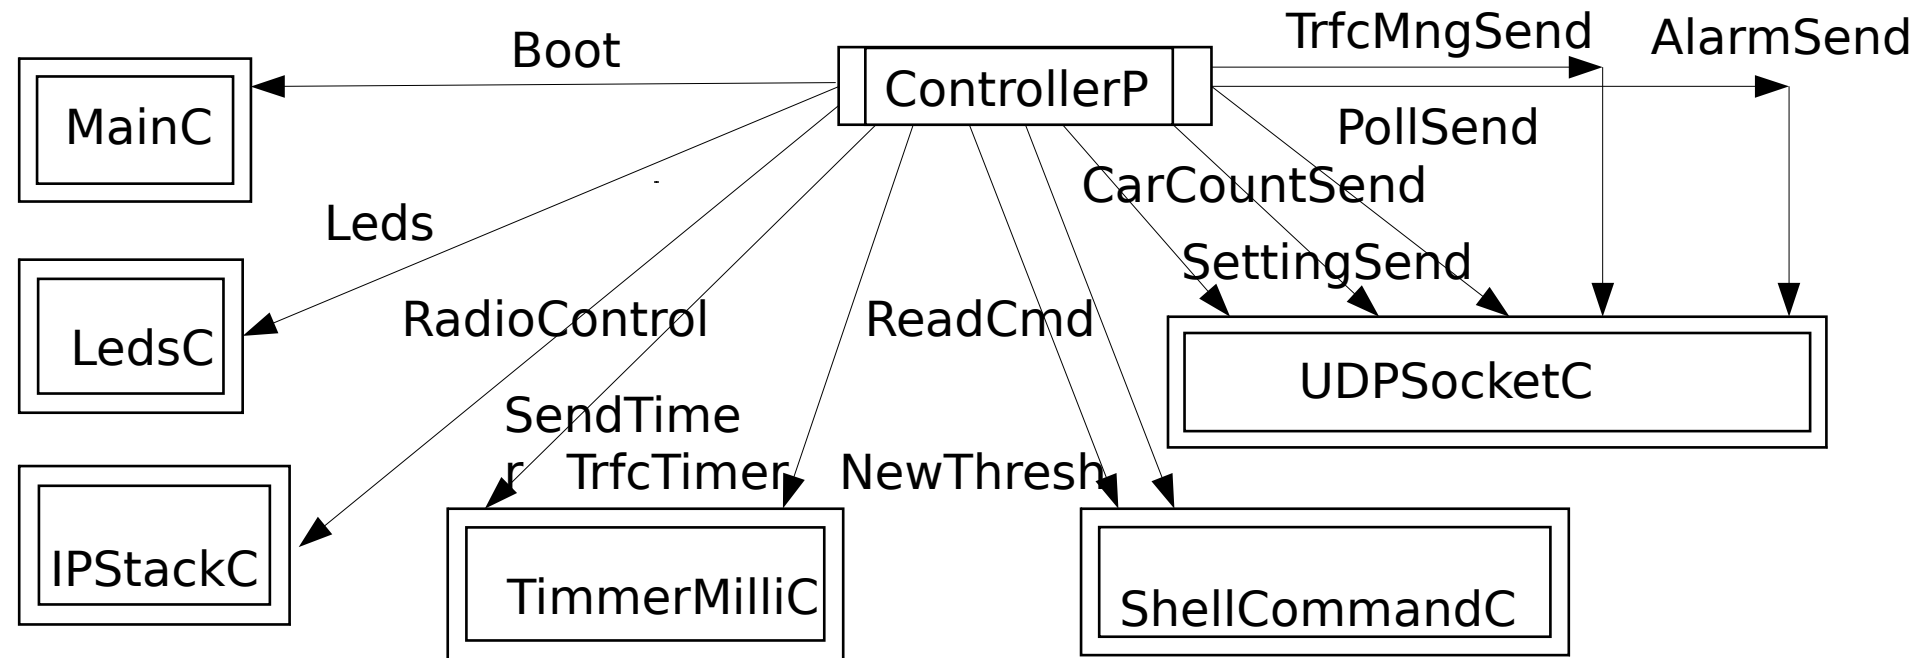 TrfcMngSend
AlarmSend
Boot
ControllerP
MainC
PollSend
CarCountSend
Leds
SettingSend
RadioControl
ReadCmd
LedsC
UDPSocketC
SendTime
r
TrfcTimer
NewThresh
IPStackC
TimmerMilliC
ShellCommandC